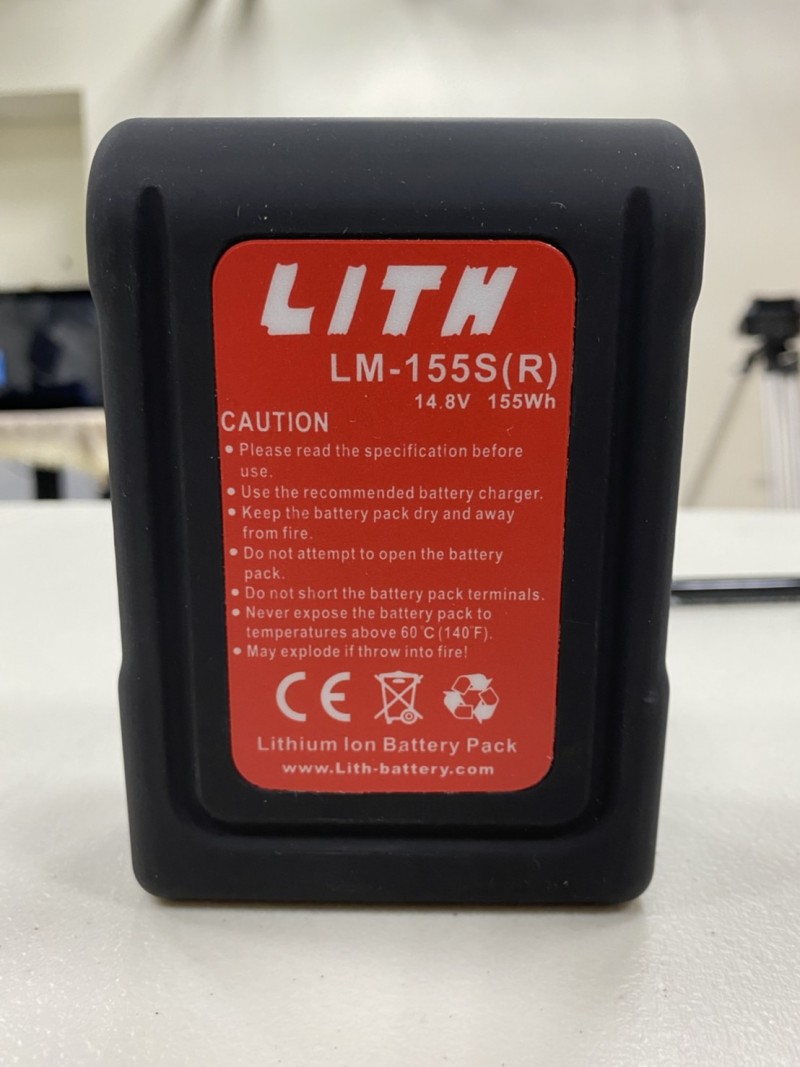 LITH
LM-155S(R)
14.8V 155Wh
CAUTION
• Please read the specification before
use.
• Use the recommended battery charger.
• Keep the battery pack dry and away
from fire.
• Do not attempt to open the battery
pack.
• Do not short the battery pack terminals.
• Never expose the battery pack to
temperatures above 60°C (140°F).
• May explode if throw into fire!
CE
Lithium Ion Battery Pack
www.Lith-battery.com